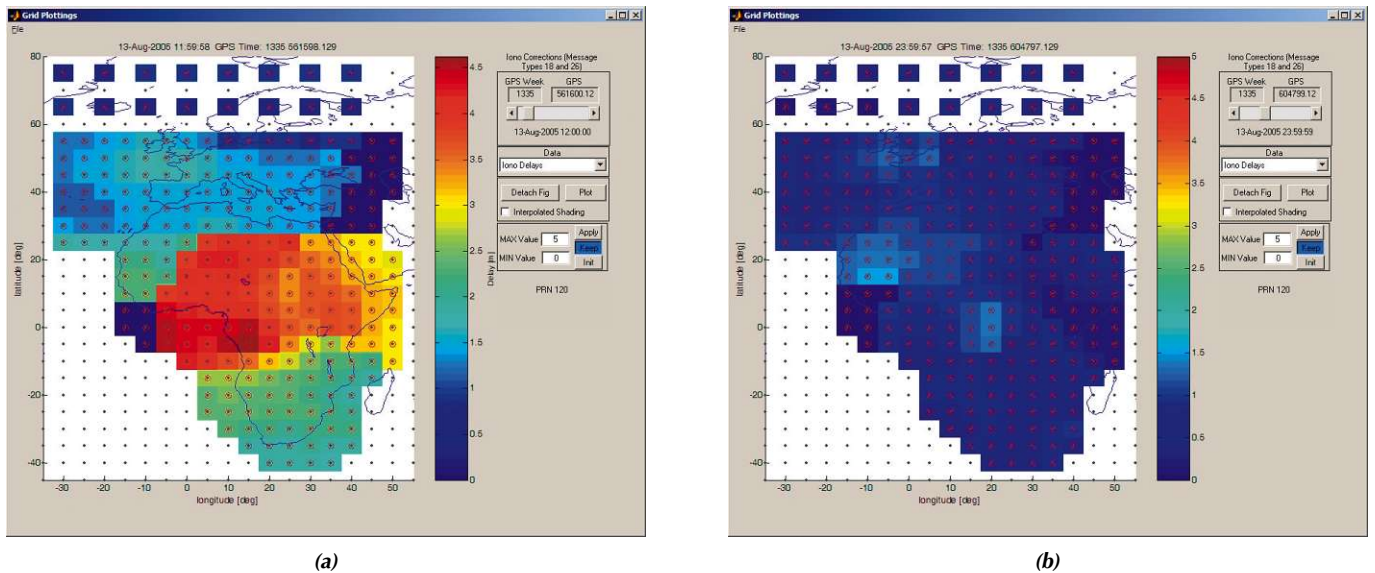 Grid Plottings
File
13-Aug-2005 11:59:58 GPS Time: 1335 561598.129
80
60
40
20
0
-20
-40
latitude [deg]
-30 -20 -10 0 10 20 30 40 50
longitude [deg]
4.5
4
3.5
3
2.5
2
1.5
1
0.5
0
Delay [m]
Iono Corrections (Message
Types 18 and 26)
GPS Week GPS
1335 561600.12
13-Aug-2005 12:00:00
Data
Iono Delays
Detach Fig Plot
Interpolated Shading
MAX Value 5 Apply
Keep
MIN Value 0 Init
PRN 120
(a)
Grid Plottings
File
13-Aug-2005 23:59:57 GPS Time: 1335 604797.129
80
60
40
20
0
-20
-40
latitude [deg]
-30 -20 -10 0 10 20 30 40 50
longitude [deg]
5
4.5
4
3.5
3
2.5
2
1.5
1
0.5
0
Iono Corrections (Message
Types 18 and 26)
GPS Week GPS
1335 604799.12
13-Aug-2005 23:59:59
Data
Iono Delays
Detach Fig Plot
Interpolated Shading
MAX Value 5 Apply
Keep
MIN Value 0 Init
PRN 120
(b)